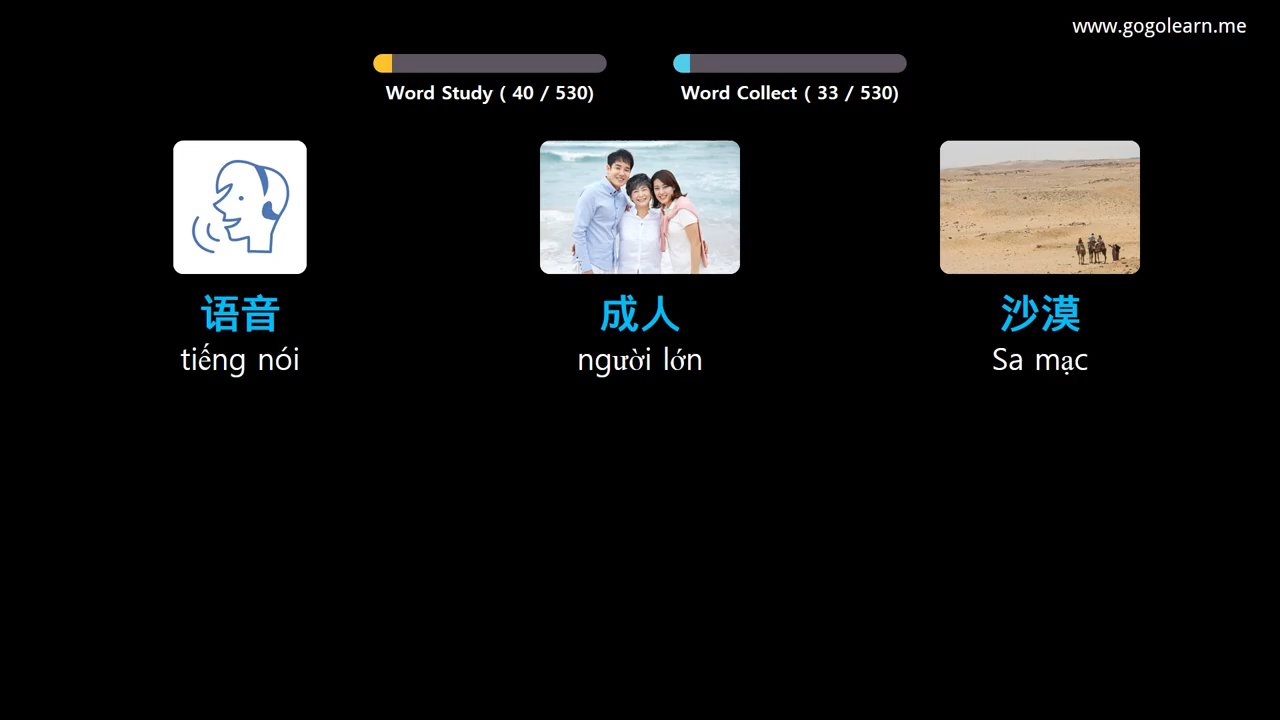 www.gogolearn.me
Word Study ( 40 / 530)
Word Collect ( 33 / 530)
语音
成人
沙漠
tiếng nói
người lớn
Sa mạc